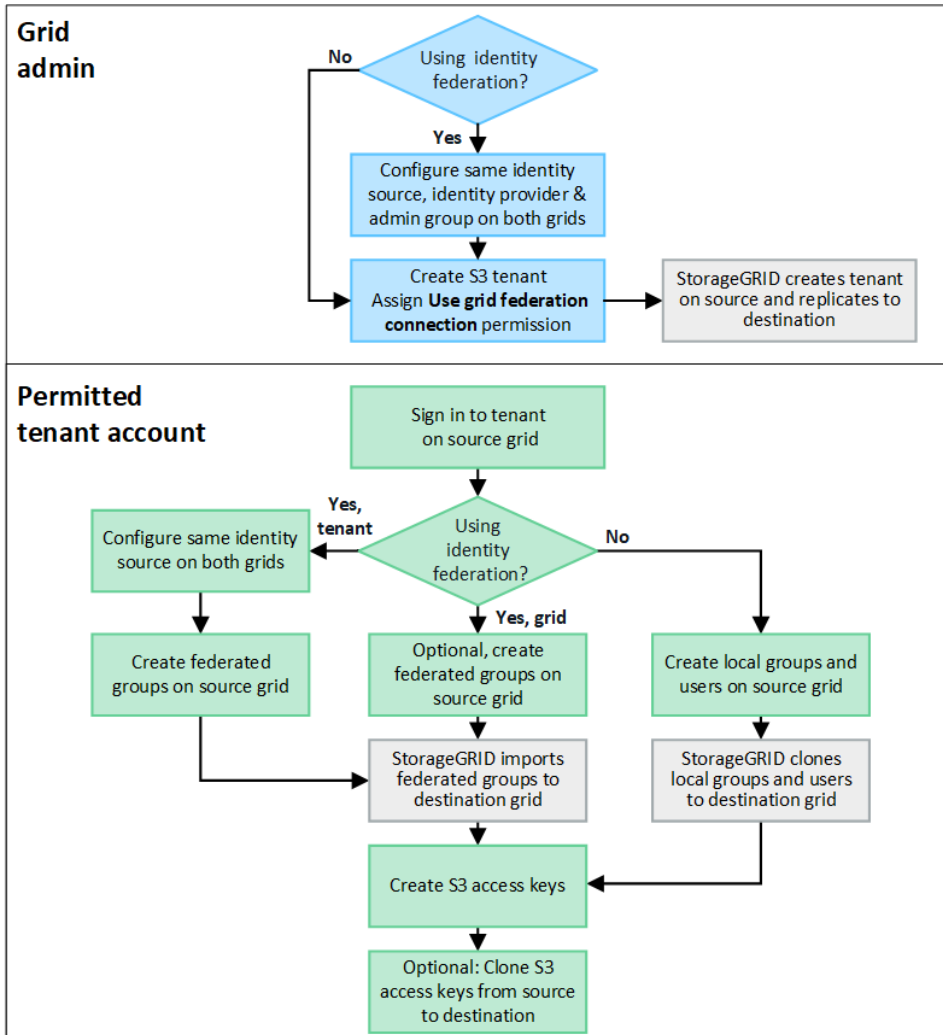 Grid
admin
No
Using identity
federation?
Yes
Configure same identity
source, identity provider &
admin group on both grids
Create S3 tenant
Assign Use grid federation
connection permission
StorageGRID creates tenant
on source and replicates to
destination
Permitted
tenant account
Sign in to tenant
on source grid
Yes,
tenant
Using
identity
federation?
No
Configure same identity
source on both grids
Yes, grid
Create federated
groups on source grid
Optional, create
federated groups on
source grid
Create local groups and
users on source grid
StorageGRID imports
federated groups to
destination grid
StorageGRID clones
local groups and users
to destination grid
Create S3 access keys
Optional: Clone S3
access keys from source
to destination